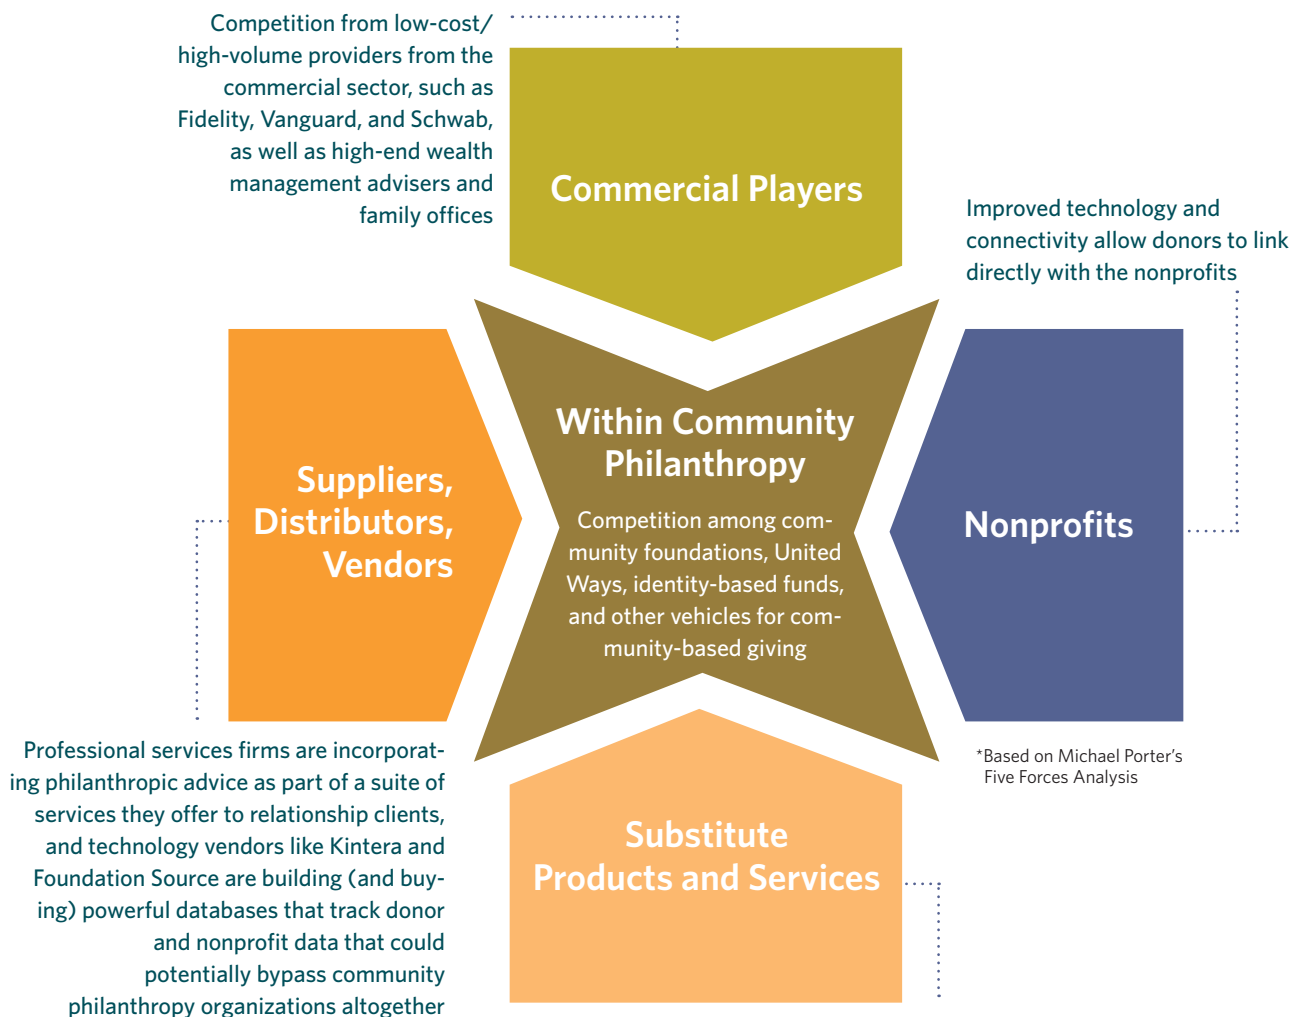 Competition from low-cost/
high-volume providers from the
commercial sector, such as
Fidelity, Vanguard, and Schwab,
as well as high-end wealth
management advisers and
family offices
Commercial Players
Improved technology and
connectivity allow donors to link
directly with the nonprofits
Within Community
Philanthropy
Competition among com-
munity foundations, United
Ways, identity-based funds,
and other vehicles for com-
munity-based giving
Suppliers,
Distributors,
Vendors
Nonprofits
Professional services firms are incorporat-
ing philanthropic advice as part of a suite of
services they offer to relationship clients,
and technology vendors like Kintera and
Foundation Source are building (and buy-
ing) powerful databases that track donor
and nonprofit data that could
potentially bypass community
philanthropy organizations altogether
*Based on Michael Porter's
Five Forces Analysis
Substitute
Products and Services